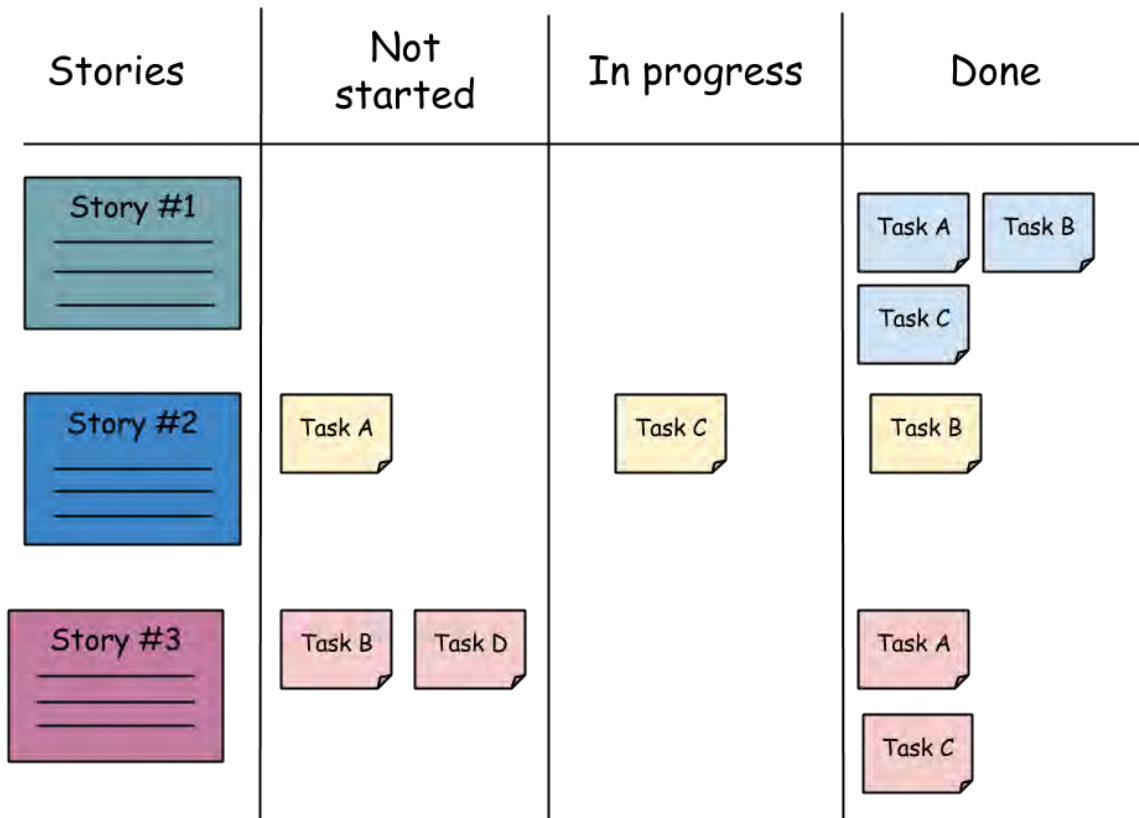 Stories
Not
started
In progress
Done
Story #1
Task A
Task B
Task C
Story #2
Task A
Task C
Task B
Story #3
Task B
Task D
Task A
Task C